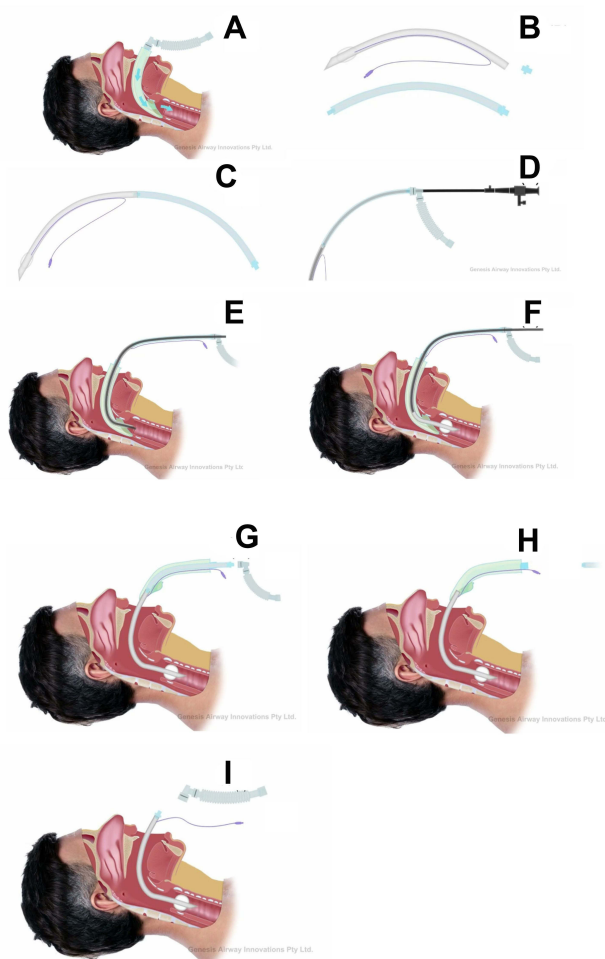 A
B
Genesis Airway Innovations Pty Ltd.
C
D
Genesis Airway Innovations Pty Ltd.
E
F
Genesis Airway Innovations Pty Ltd.
Genesis Airway Innovations Pty Ltd.
G
H
Genesis Airway Innovations Pty Ltd.
Genesis Airway Innovations Pty Ltd.
I
Genesis Airway Innovations Pty Ltd.